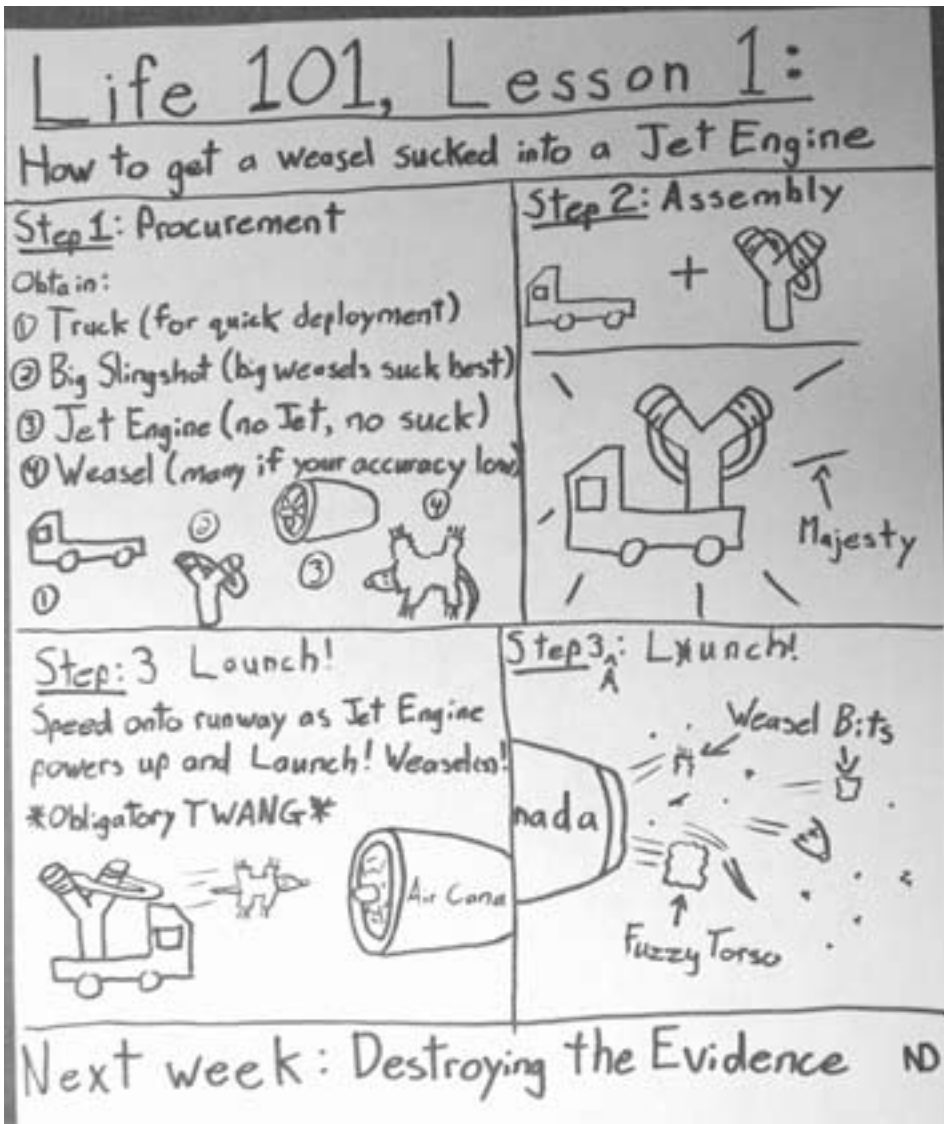 Life 101, Lesson 1:
How to get a weasel sucked into a Jet Engine
Step 1: Procurement
Obtain:
① Truck (for quick deployment)
② Big Slingshot (big weasels suck best)
③ Jet Engine (no Jet, no suck)
④ Weasel (many if your accuracy low)
①
②
③
④
Step 2: Assembly
+
Majesty
Step: 3 Launch!
Speed onto runway as Jet Engine
powers up and Launch! Weaseled!
*Obligatory TWANG*
Air Cana
Step 3: Launch!
A
Weasel Bits
nada
Fuzzy Torso
Next week: Destroying the Evidence ND